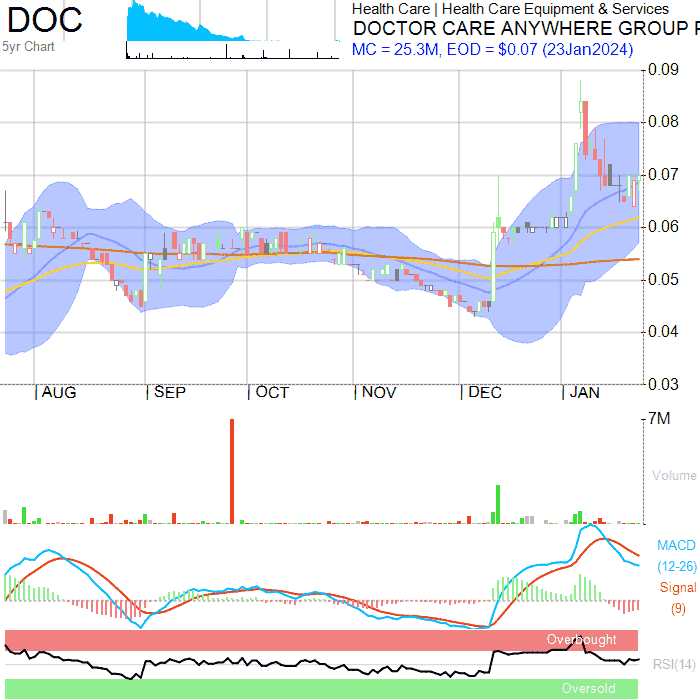 DOC
5yr Chart
Health Care | Health Care Equipment & Services
DOCTOR CARE ANYWHERE GROUP
MC = 25.3M, EOD = $0.07 (23Jan2024)
0.09
0.08
0.07
0.06
0.05
0.04
0.03
AUG
SEP
OCT
NOV
DEC
JAN
7M
Volume
MACD
(12-26)
Signal
(9)
Overbought
RSI(14)
Oversold